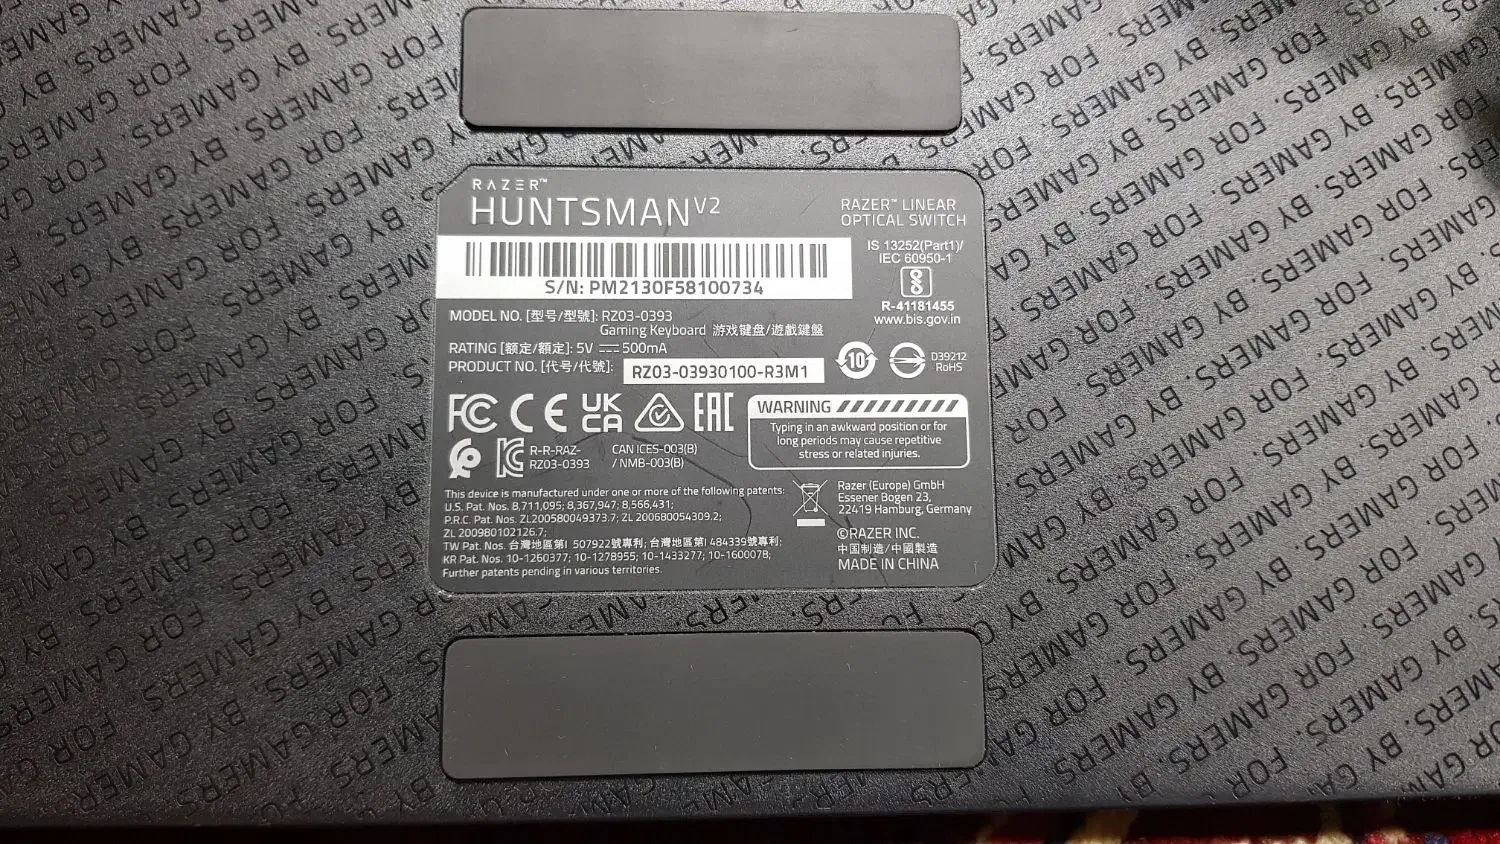 RAZER™
HUNTSMAN V2
RAZER™ LINEAR
OPTICAL SWITCH
S/N: PM2130F58100734
IS 13252(Part1)/
IEC 60950-1
R-41181455
www.bis.gov.in
MODEL NO. [型号/型號]: RZ03-0393
Gaming Keyboard 游戏键盘/遊戲鍵盤
RATING [额定/額定]: 5V ⎓ 500mA
PRODUCT NO. [代号/代號]: RZ03-03930100-R3M1
10
D39212
RoHS
FC CE UK CA EAC
R-R-RAZ-
RZ03-0393
CAN ICES-003(B)
/ NMB-003(B)
WARNING
Typing in an awkward position or for
long periods may cause repetitive
stress or related injuries.
This device is manufactured under one or more of the following patents:
U.S. Pat. Nos. 8,711,095; 8,367,947; 8,566,431;
P.R.C. Pat. Nos. ZL200580049373.7; ZL 200680054309.2;
ZL 200980102126.7;
TW Pat. Nos. 台灣地區第I 507922號專利; 台灣地區第I 484339號專利;
KR Pat. Nos. 10-1260377; 10-1278955; 10-1433277; 10-1600078;
Further patents pending in various territories.
Razer (Europe) GmbH
Essener Bogen 23,
22419 Hamburg, Germany
©RAZER INC.
中国制造/中國製造
MADE IN CHINA
FOR GAMERS. BY GAMERS.